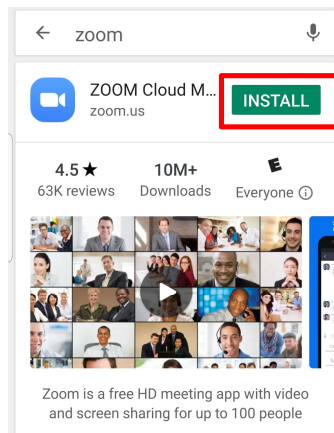 zoom
ZOOM Cloud M...
zoom.us
INSTALL
4.5 ★
63K reviews
10M+
Downloads
E
Everyone
Zoom is a free HD meeting app with video
and screen sharing for up to 100 people